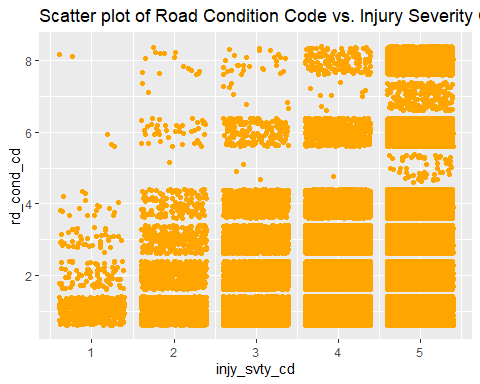 Scatter plot of Road Condition Code vs. Injury Severity
8
6
4
2
rd_cond_cd
1 2 3 4 5
injy_svty_cd